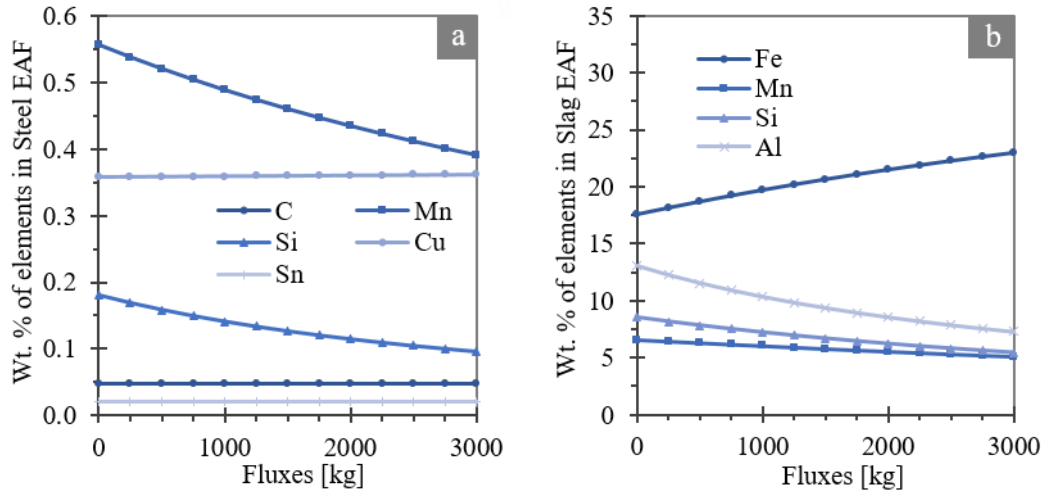 a
Wt. % of elements in Steel EAF
0.6
0.5
0.4
0.3
0.2
0.1
0.0
C
Mn
Si
Cu
Sn
0
1000
2000
3000
Fluxes [kg]
b
Wt. % of elements in Slag EAF
35
30
25
20
15
10
5
0
Fe
Mn
Si
Al
0
1000
2000
3000
Fluxes [kg]